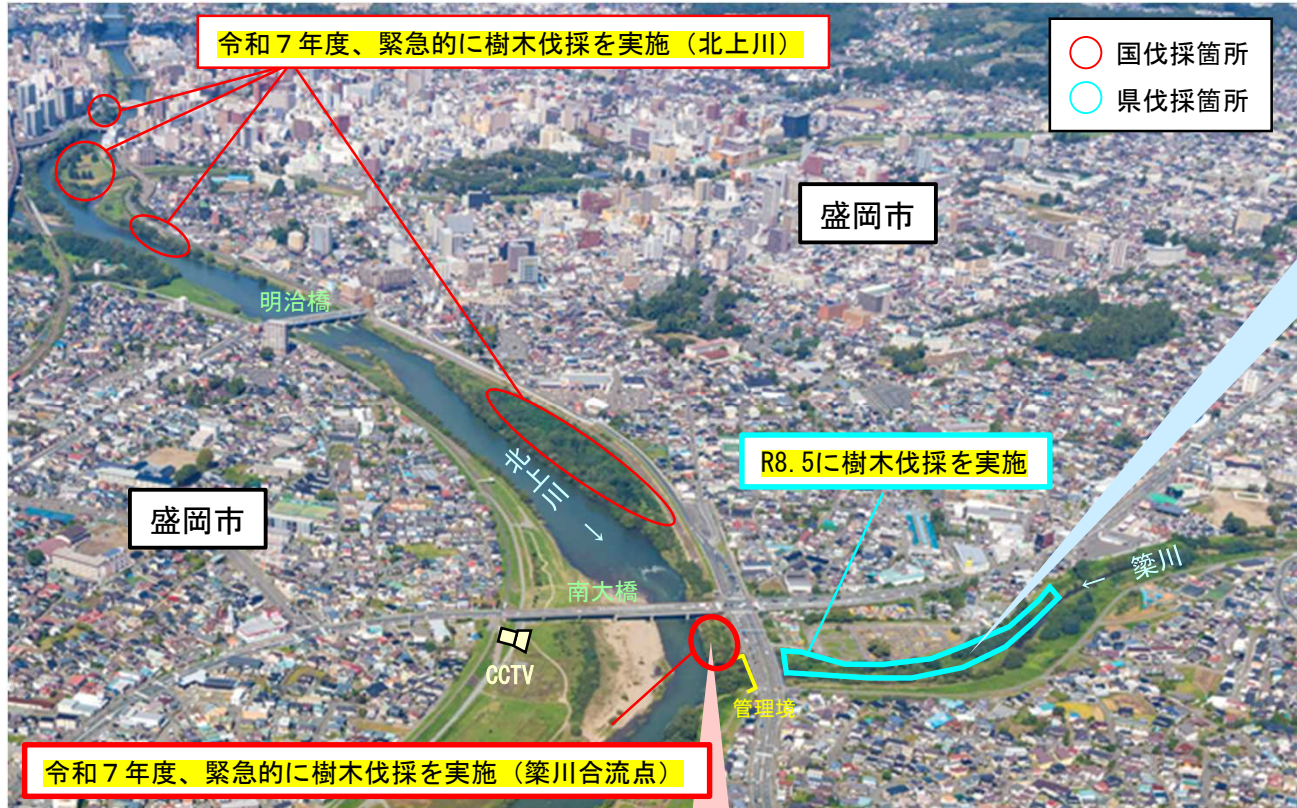 令和７年度、緊急的に樹木伐採を実施（北上川）
国伐採箇所
県伐採箇所
盛岡市
明治橋
北上川
→
R8.5に樹木伐採を実施
盛岡市
← 簗川
南大橋
CCTV
管理境
令和７年度、緊急的に樹木伐採を実施（簗川合流点）